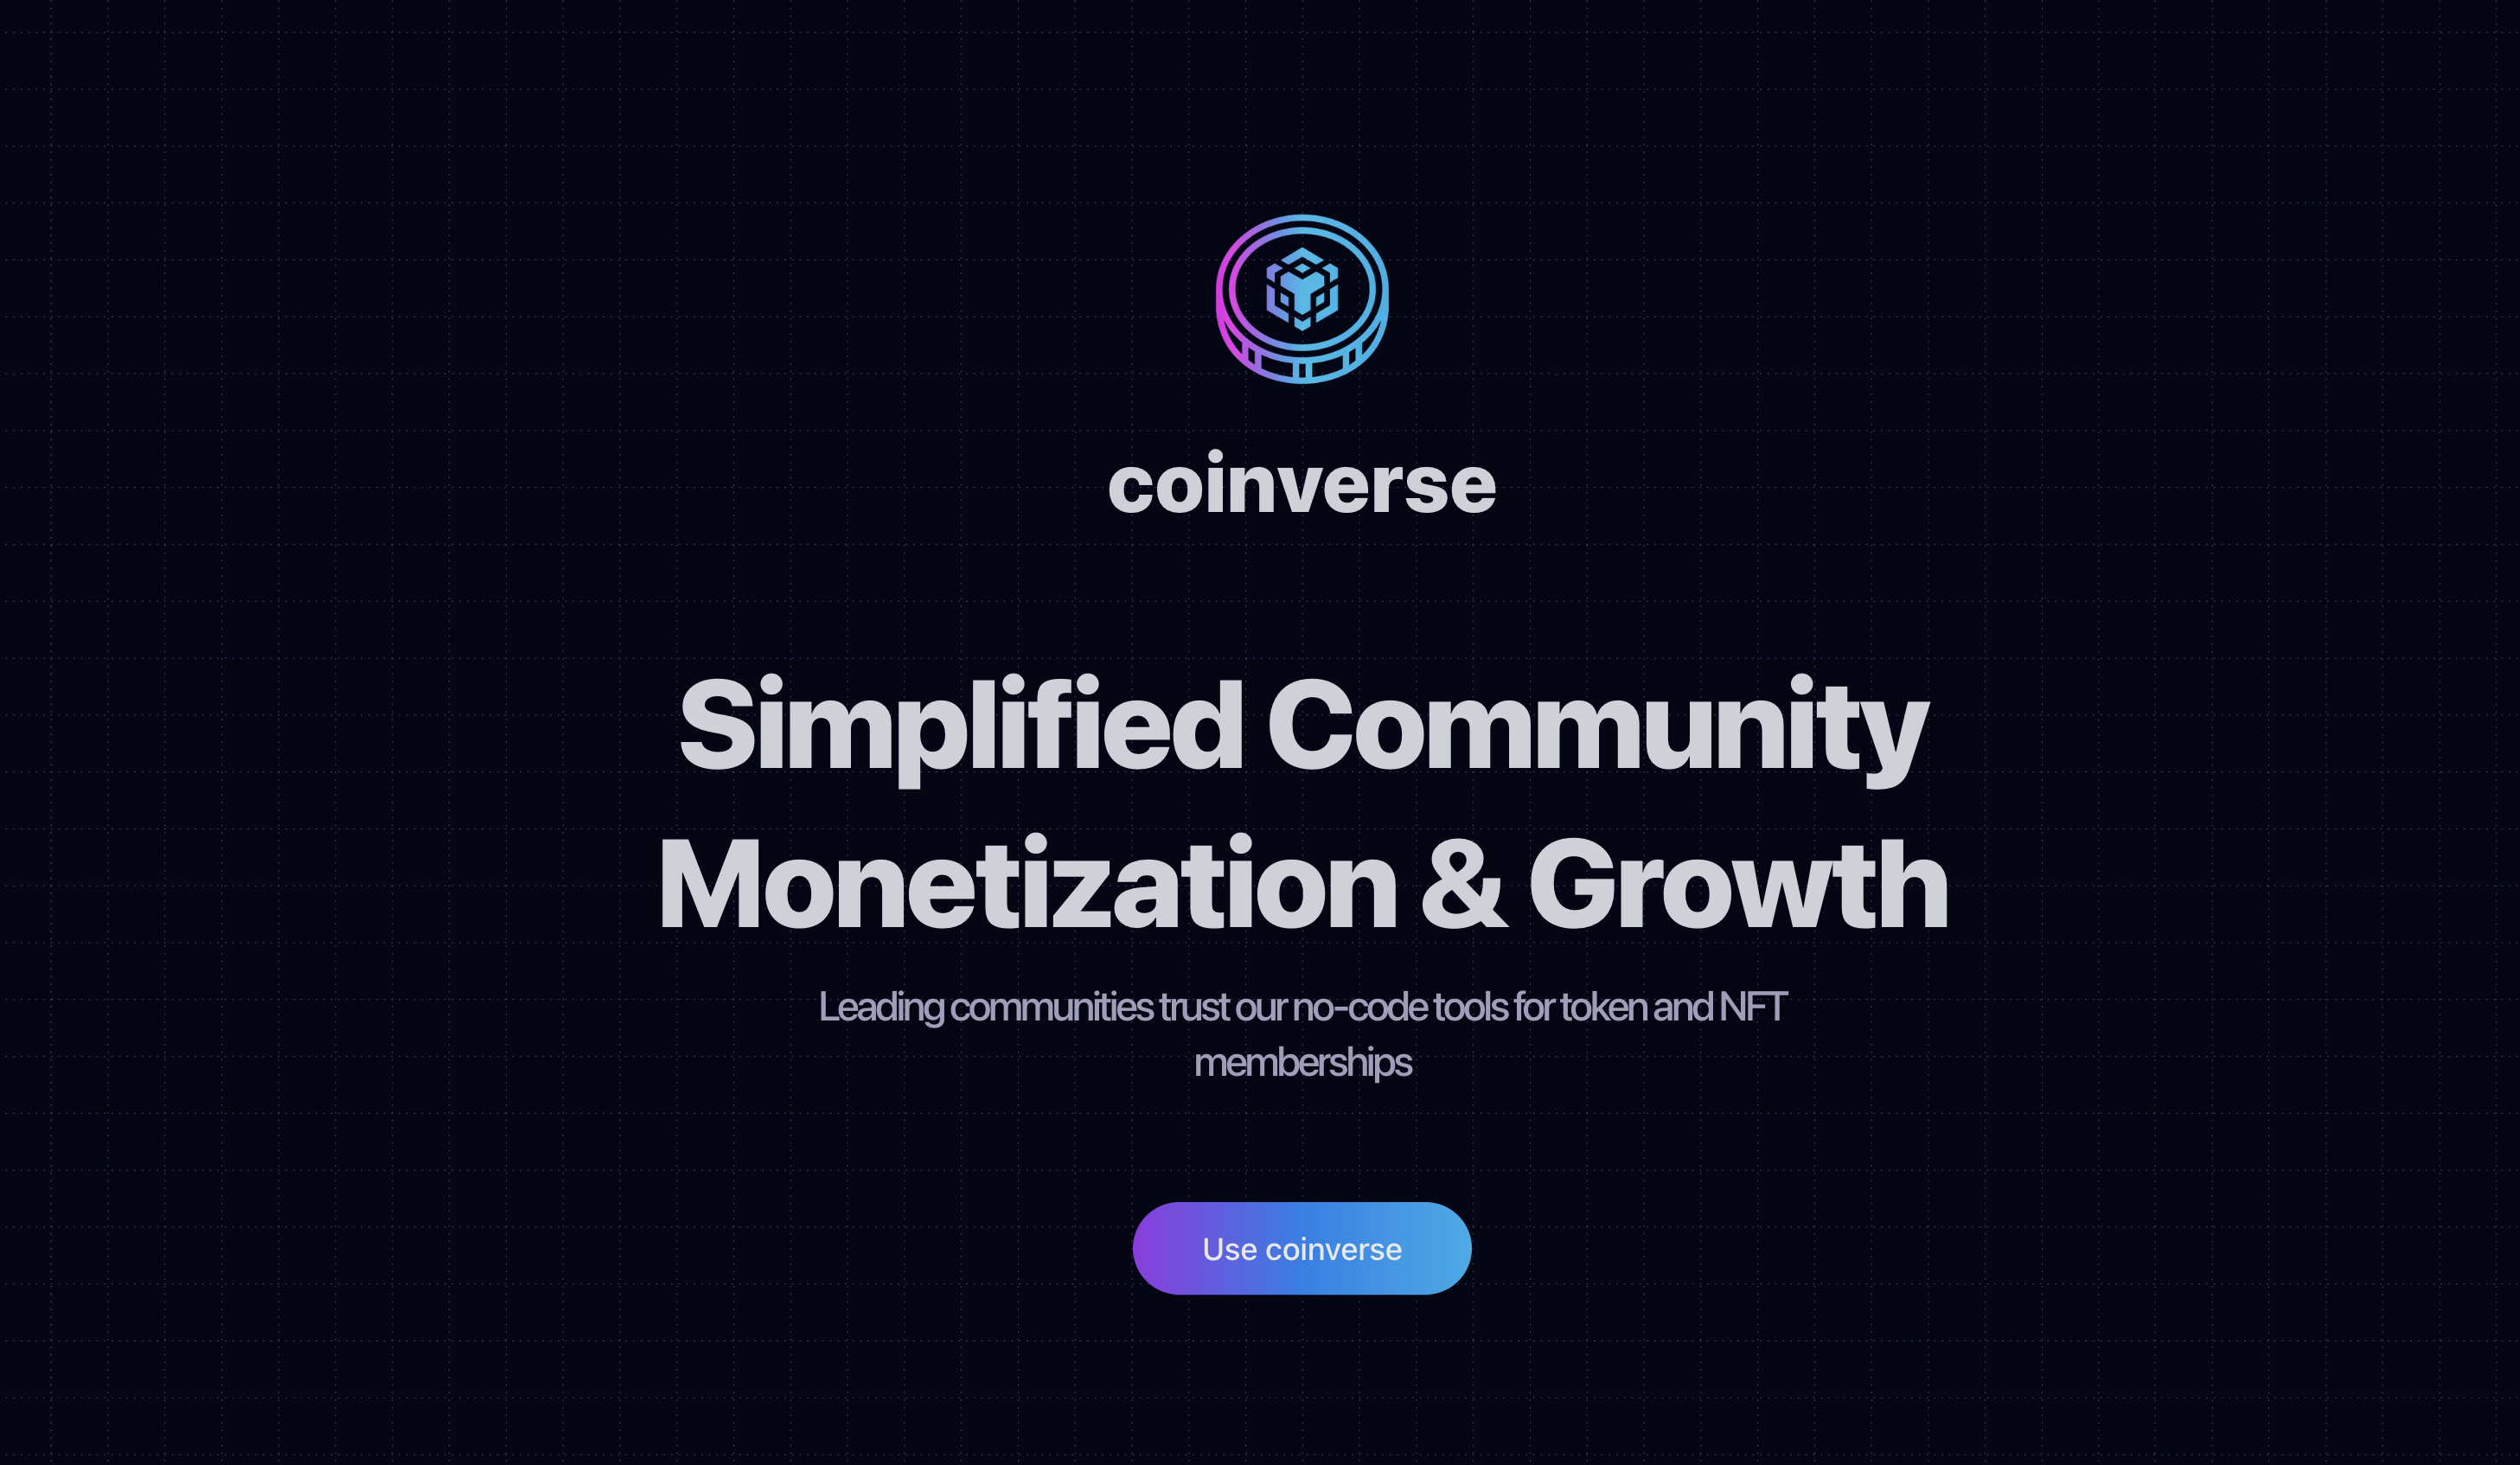 coinverse
Simplified Community
Monetization & Growth
Leading communities trust our no-code tools for token and NFT
memberships
Use coinverse